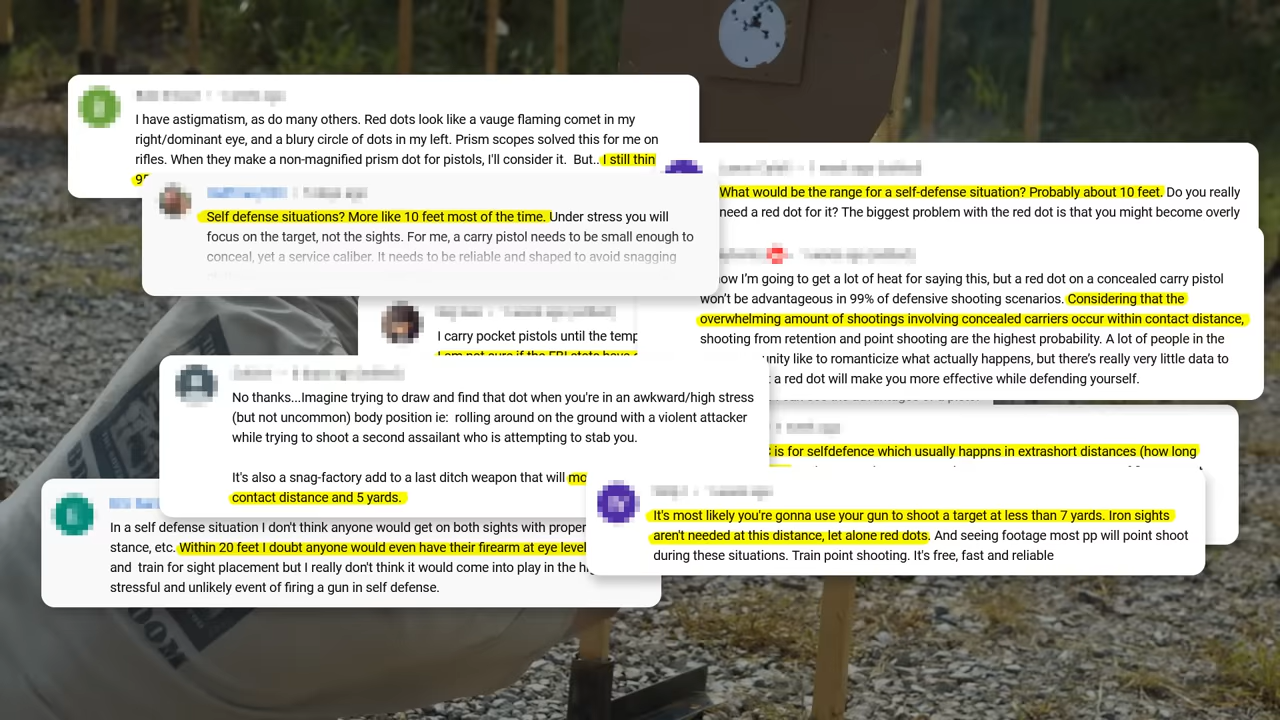 I have astigmatism, as do many others. Red dots look like a vauge flaming comet in my
right/dominant eye, and a blury circle of dots in my left. Prism scopes solved this for me on
rifles. When they make a non-magnified prism dot for pistols, I'll consider it. But.. I still thin
Self defense situations? More like 10 feet most of the time. Under stress you will
focus on the target, not the sights. For me, a carry pistol needs to be small enough to
conceal, yet a service caliber. It needs to be reliable and shaped to avoid snagging
What would be the range for a self-defense situation? Probably about 10 feet. Do you really
need a red dot for it? The biggest problem with the red dot is that you might become overly
ow I'm going to get a lot of heat for saying this, but a red dot on a concealed carry pistol
won't be advantageous in 99% of defensive shooting scenarios. Considering that the
overwhelming amount of shootings involving concealed carriers occur within contact distance,
shooting from retention and point shooting are the highest probability. A lot of people in the
unity like to romanticize what actually happens, but there's really very little data to
a red dot will make you more effective while defending yourself.
I carry pocket pistols until the temp
I am not sure if the FBI stats have
No thanks...Imagine trying to draw and find that dot when you're in an awkward/high stress
(but not uncommon) body position ie: rolling around on the ground with a violent attacker
while trying to shoot a second assailant who is attempting to stab you.
It's also a snag-factory add to a last ditch weapon that will mo
contact distance and 5 yards.
is for selfdefence which usually happns in extrashort distances (how long
In a self defense situation I don't think anyone would get on both sights with proper
stance, etc. Within 20 feet I doubt anyone would even have their firearm at eye level
and train for sight placement but I really don't think it would come into play in the hi
stressful and unlikely event of firing a gun in self defense.
It's most likely you're gonna use your gun to shoot a target at less than 7 yards. Iron sights
aren't needed at this distance, let alone red dots. And seeing footage most pp will point shoot
during these situations. Train point shooting. It's free, fast and reliable